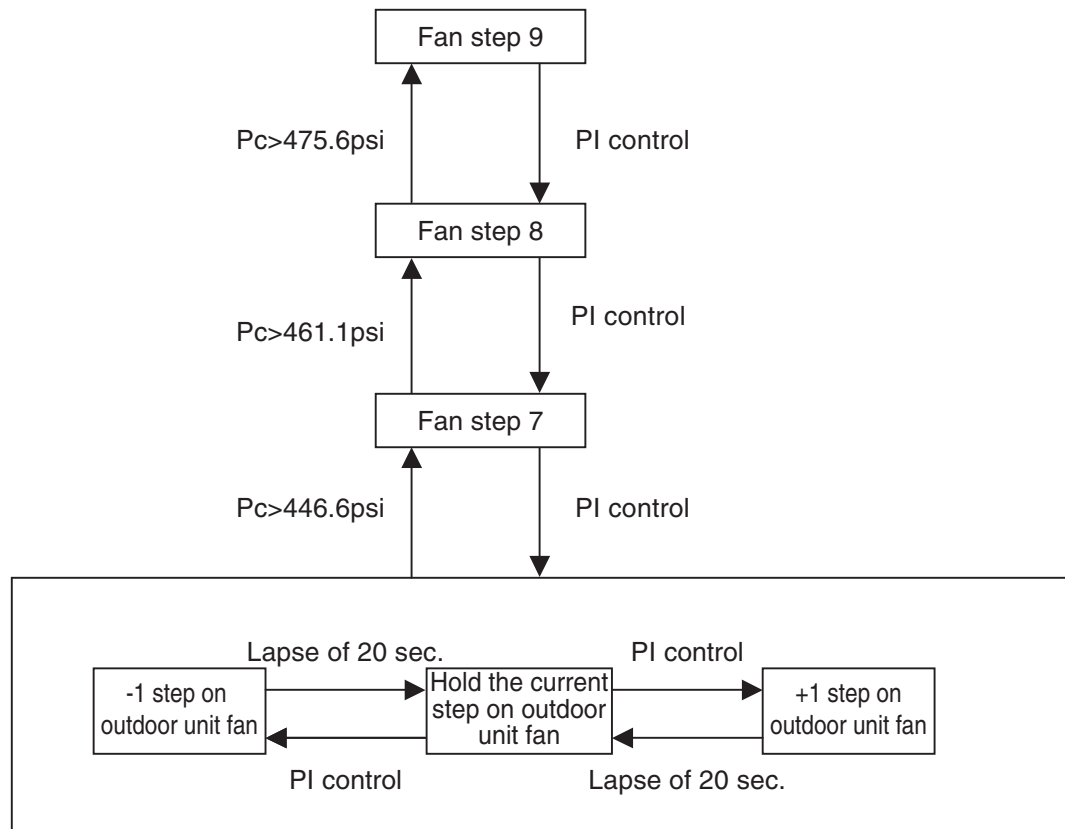 Fan step 9
Pc>475.6psi
PI control
Fan step 8
Pc>461.1psi
PI control
Fan step 7
Pc>446.6psi
PI control
Lapse of 20 sec.
PI control
-1 step on
outdoor unit fan
Hold the current
step on outdoor
unit fan
+1 step on
outdoor unit fan
PI control
Lapse of 20 sec.